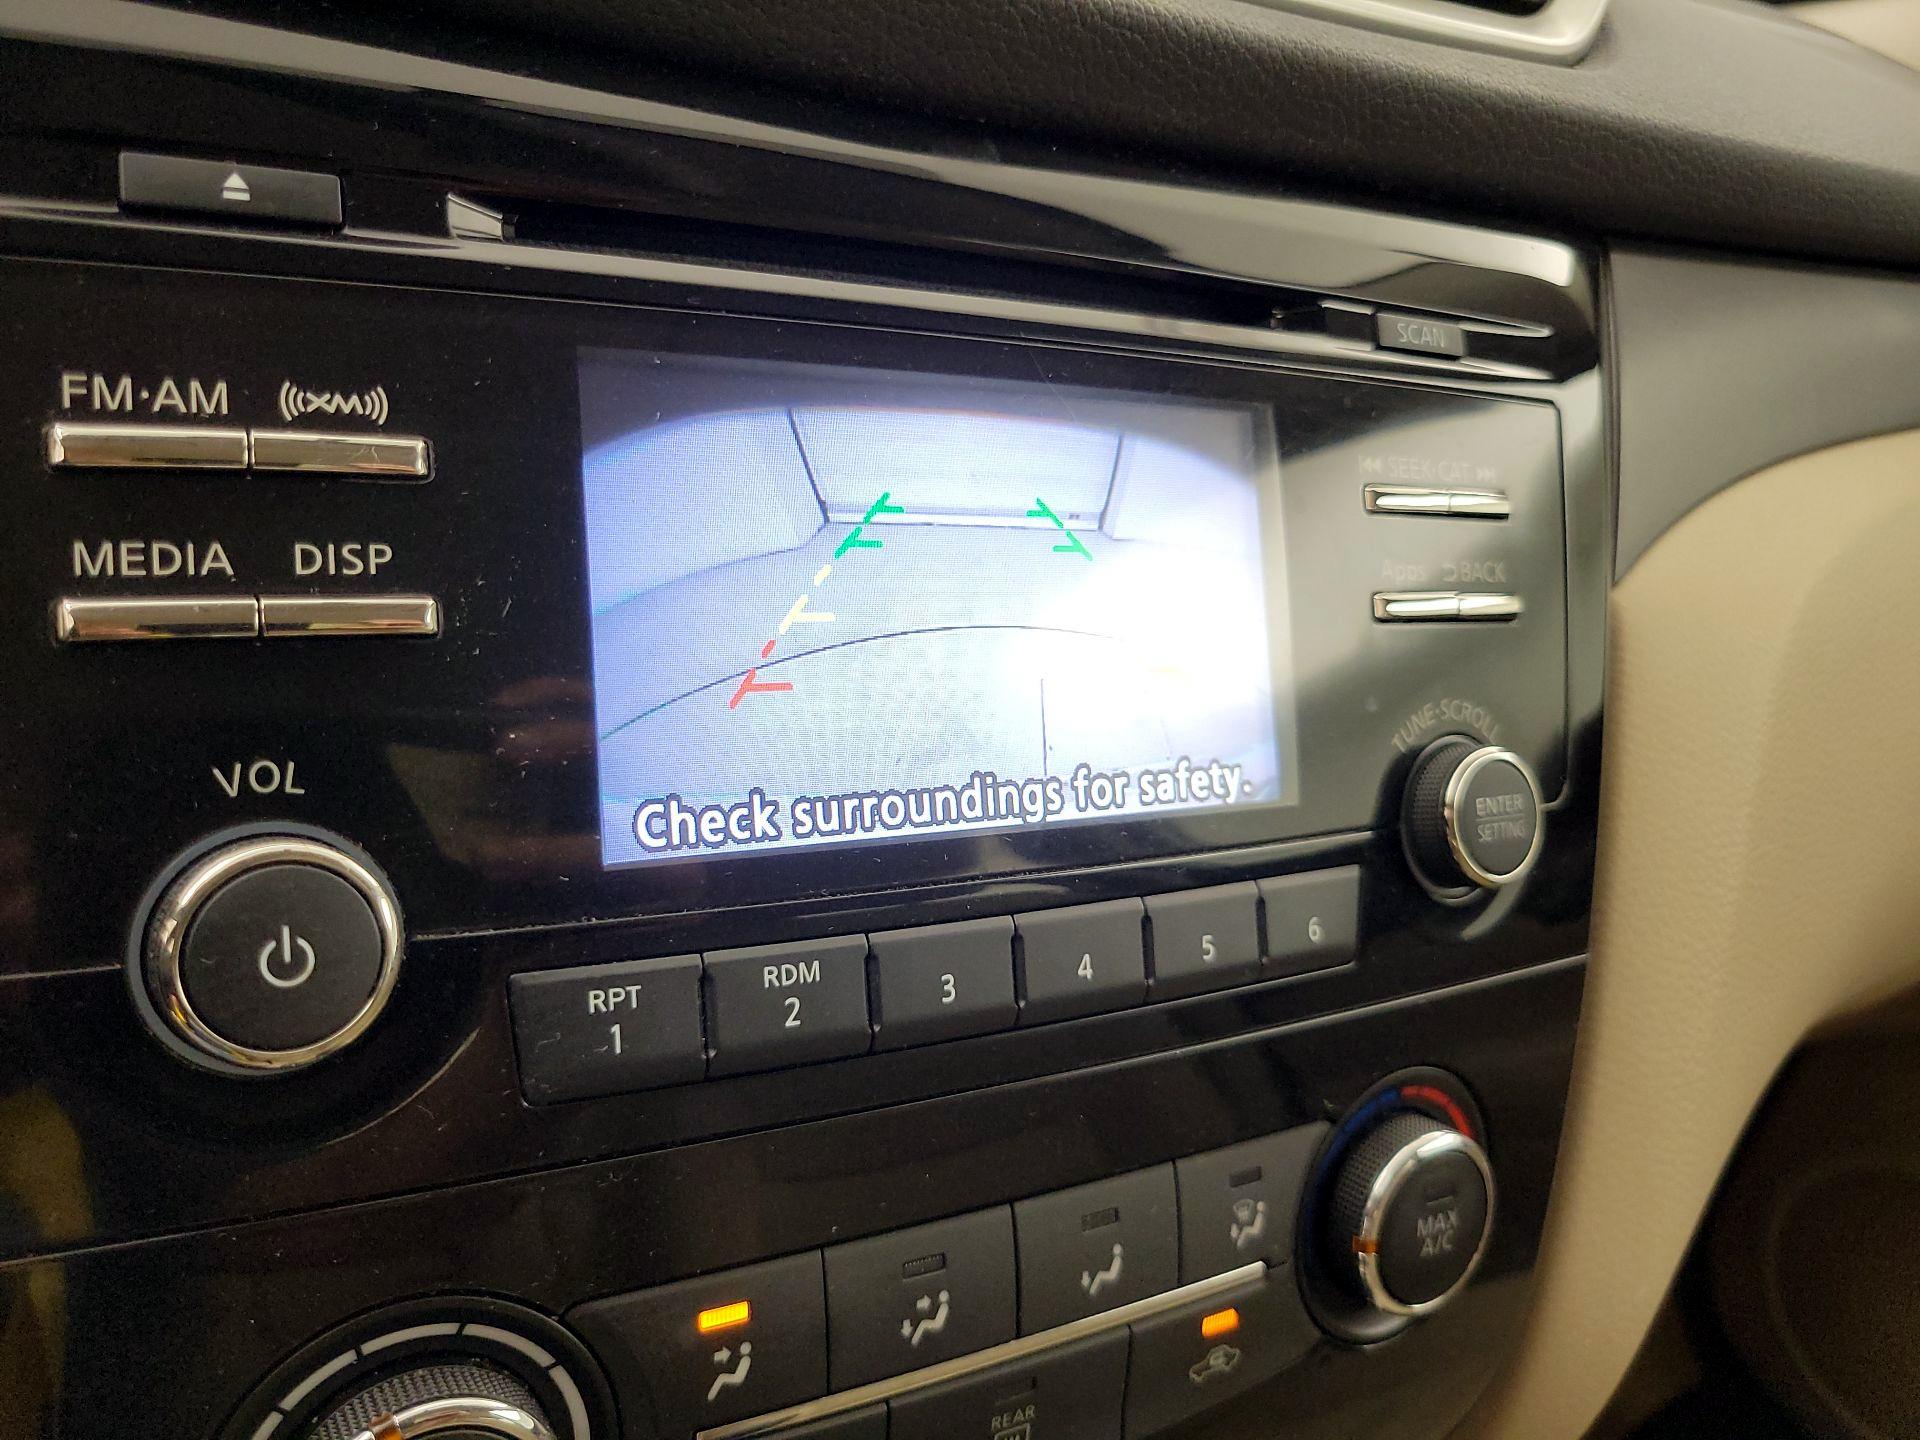 SCAN
FM·AM
XM
SEEK·CAT
MEDIA
DISP
Apps
BACK
VOL
TUNE·SCROLL
Check surroundings for safety.
ENTER
SETTING
RPT
1
RDM
2
3
4
5
6
MAX
A/C
REAR